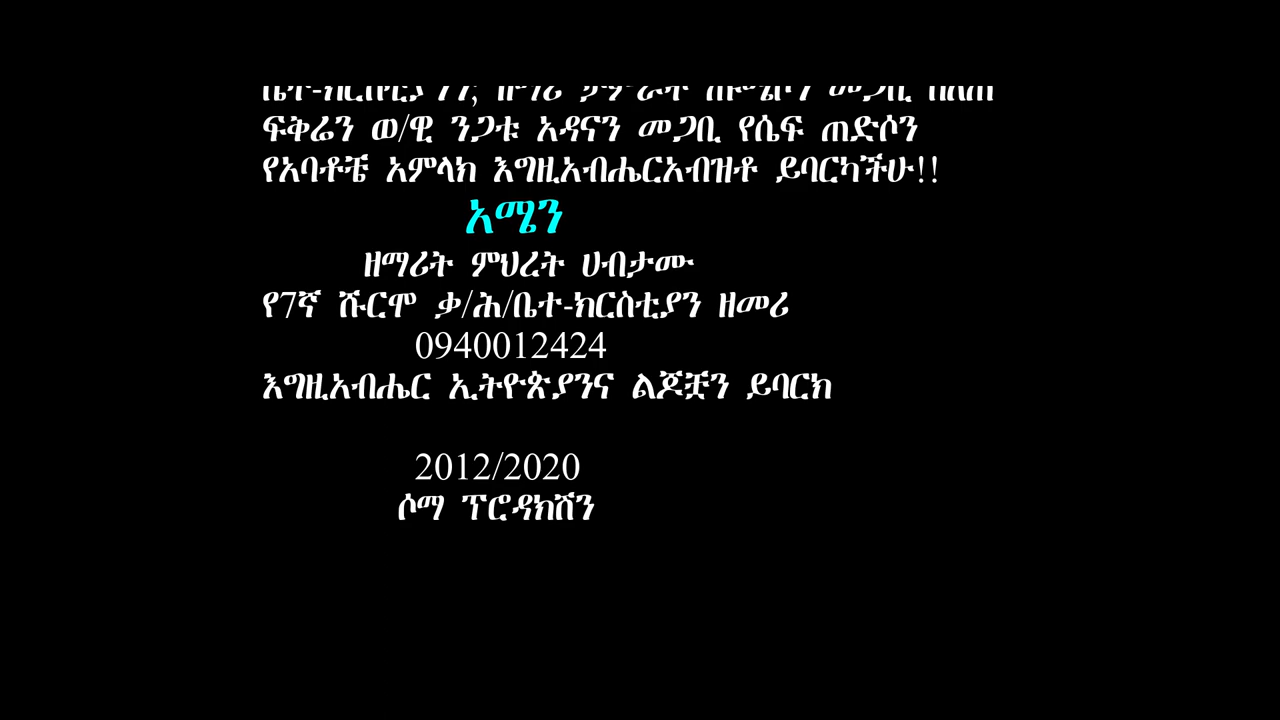 መጋቢ
ፍቅሬን ወ/ዊ ንጋቱ አዳናን መጋቢ የሴፍ ጠድሶን
የአባቶቼ አምላክ እግዚአብሔርአብዝቶ ይባርካችሁ!!
አሜን
ዘማሪት ምህረት ሀብታሙ
የ7ኛ ሹርሞ ቃ/ሕ/ቤተ-ክርስቲያን ዘመሪ
0940012424
እግዚአብሔር ኢትዮጵያንና ልጆቿን ይባርክ
2012/2020
ሶማ ፕሮዳክሽን